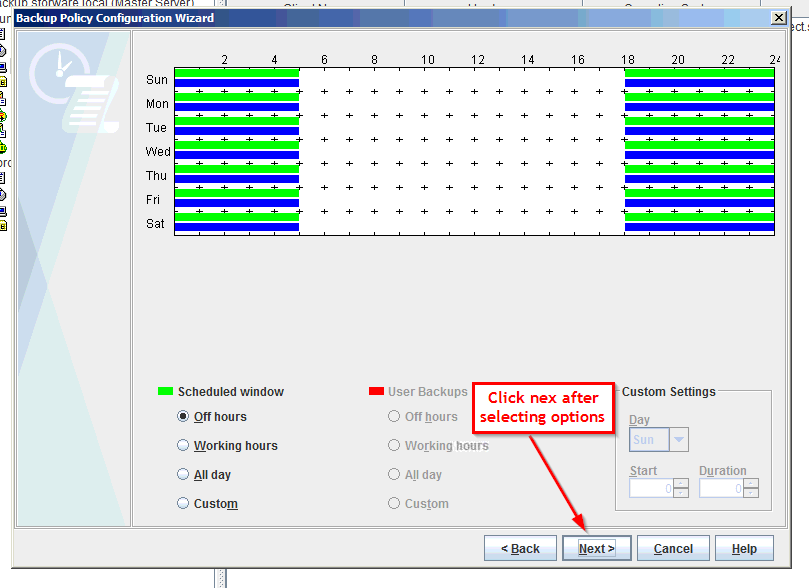 Backup storware local (Master Server)
Backup Policy Configuration Wizard
2 4 6 8 10 12 14 16 18 20 22 24
Sun
Mon
Tue
Wed
Thu
Fri
Sat
Scheduled window
User Backups
Custom Settings
Click nex after
selecting options
Off hours
Off hours
Day
Sun
Working hours
Working hours
All day
All day
Start
Duration
0
0
Custom
Custom
< Back
Next >
Cancel
Help